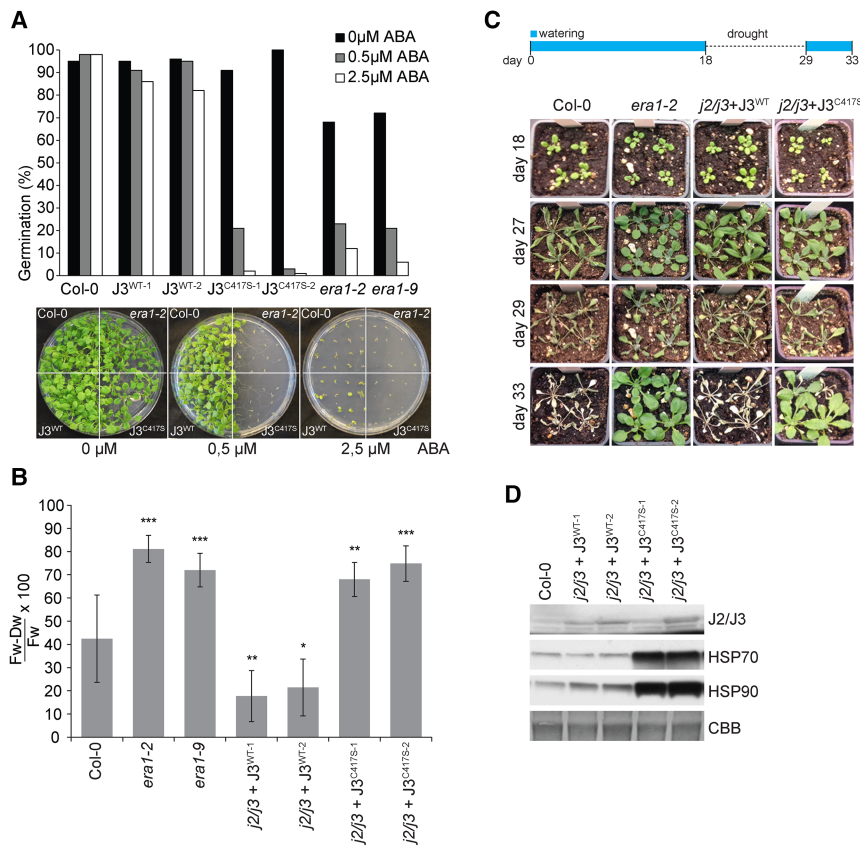 A
0µM ABA
0.5µM ABA
2.5µM ABA
Germination (%)
100
90
80
70
60
50
40
30
20
10
0
Col-0 J3WT-1 J3WT-2 J3C417S-1 J3C417S-2 era1-2 era1-9
Col-0 era1-2 Col-0 era1-2 Col-0 era1-2
J3WT J3C417S J3WT J3C417S J3WT J3C417S
0 µM 0,5 µM 2,5µM ABA
B
Fw-Dw
Fw
x 100
100
90
80
70
60
50
40
30
20
10
0
*** *** ** * ** ***
Col-0
era1-2
era1-9
j2/j3 + J3WT-1
j2/j3 + J3WT-2
j2/j3 + J3C417S-1
j2/j3 + J3C417S-2
C
watering drought
day 0 18 29 33
Col-0 era1-2 j2/j3+J3WT j2/j3+J3C417S
day 18
day 27
day 29
day 33
D
Col-0
j2/j3 + J3WT-1
j2/j3 + J3WT-2
j2/j3 + J3C417S-1
j2/j3 + J3C417S-2
J2/J3
HSP70
HSP90
CBB